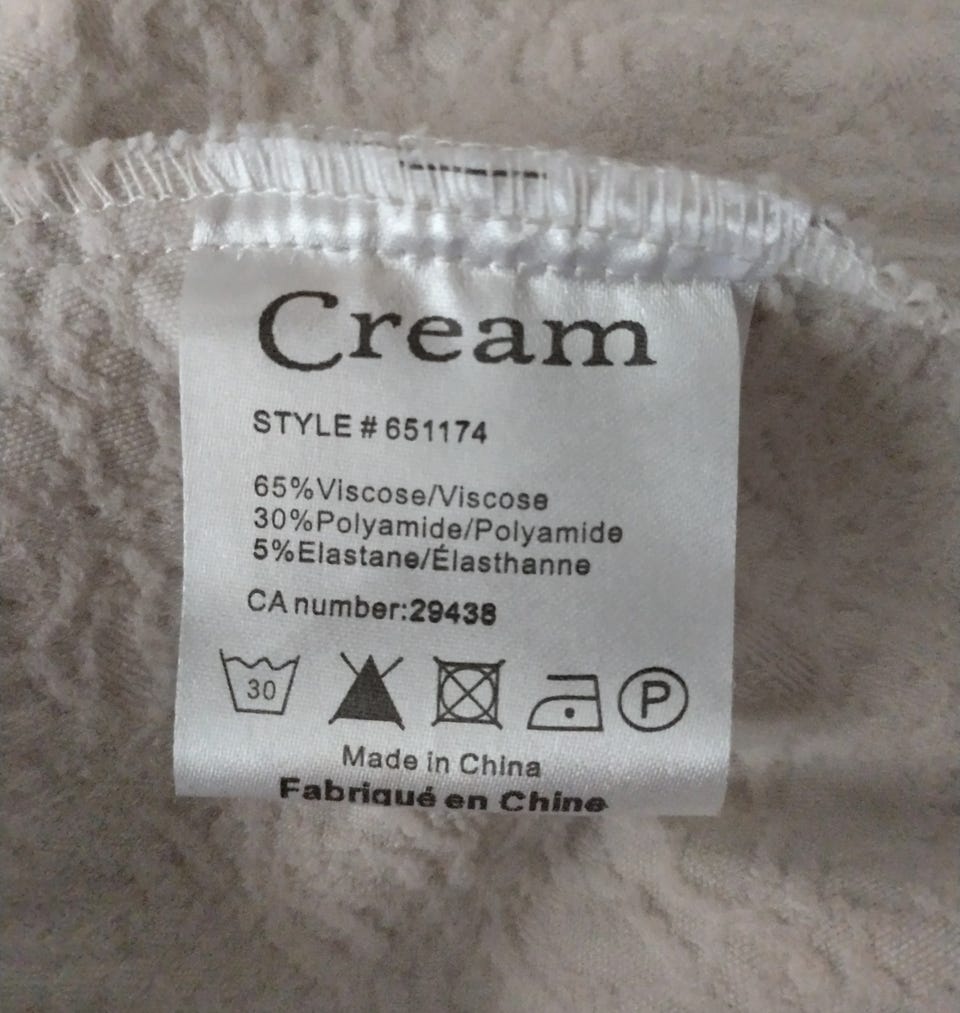 Cream
STYLE # 651174
65%Viscose/Viscose
30%Polyamide/Polyamide
5%Elastane/Élasthanne
CA number:29438
30
P
Made in China
Fabriqué en Chine